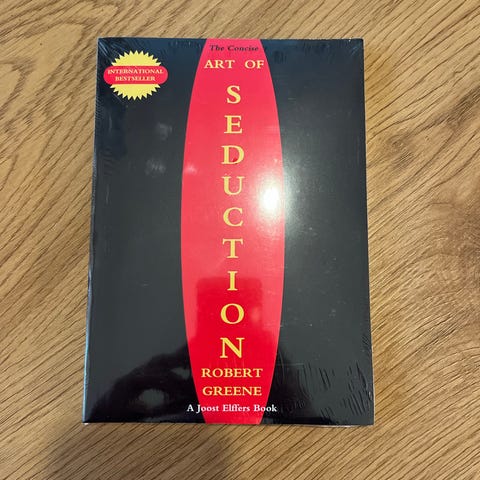 The Concise
ART OF
SEDUCTION
INTERNATIONAL
BESTSELLER
ROBERT
GREENE
A Joost Elffers Book